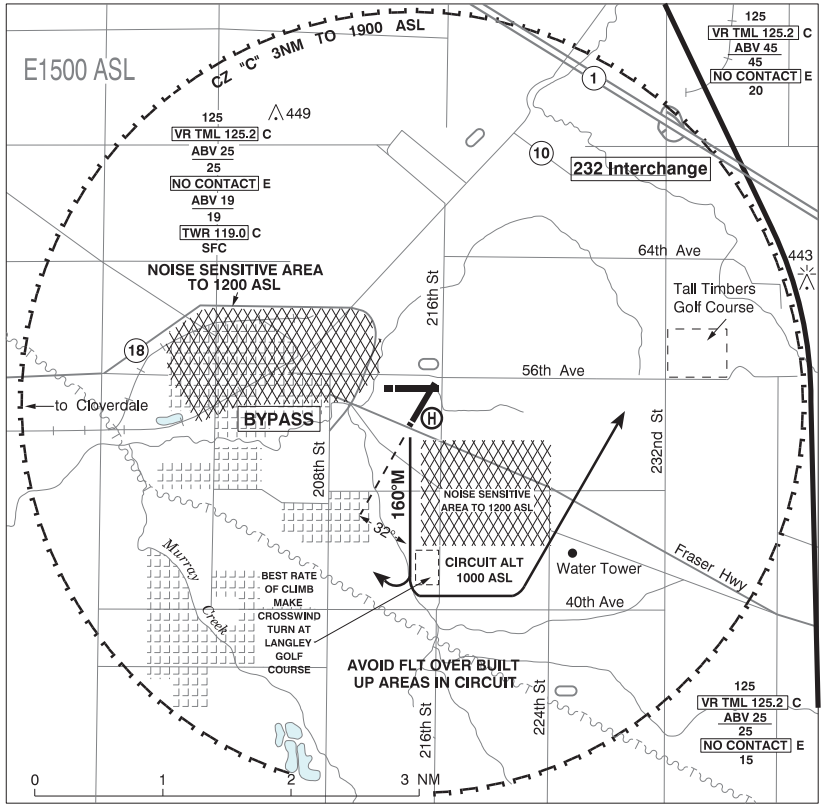 E1500 ASL
CZ "C" 3NM TO 1900 ASL
125
VR TML 125.2 C
ABV 45
45
NO CONTACT E
20
1
449
125
VR TML 125.2 C
ABV 25
25
NO CONTACT E
ABV 19
19
TWR 119.0 C
SFC
10
232 Interchange
64th Ave
443
NOISE SENSITIVE AREA
TO 1200 ASL
216th St
Tall Timbers
Golf Course
18
56th Ave
to Cloverdale
BYPASS
H
208th St
232nd St
160°M
NOISE SENSITIVE
AREA TO 1200 ASL
32°
Murray
Creek
CIRCUIT ALT
1000 ASL
Water Tower
Fraser Hwy
BEST RATE
OF CLIMB
MAKE
CROSSWIND
TURN AT
LANGLEY
GOLF
COURSE
40th Ave
AVOID FLT OVER BUILT
UP AREAS IN CIRCUIT
216th St
224th St
125
VR TML 125.2 C
ABV 25
25
NO CONTACT E
15
0 1 2 3 NM